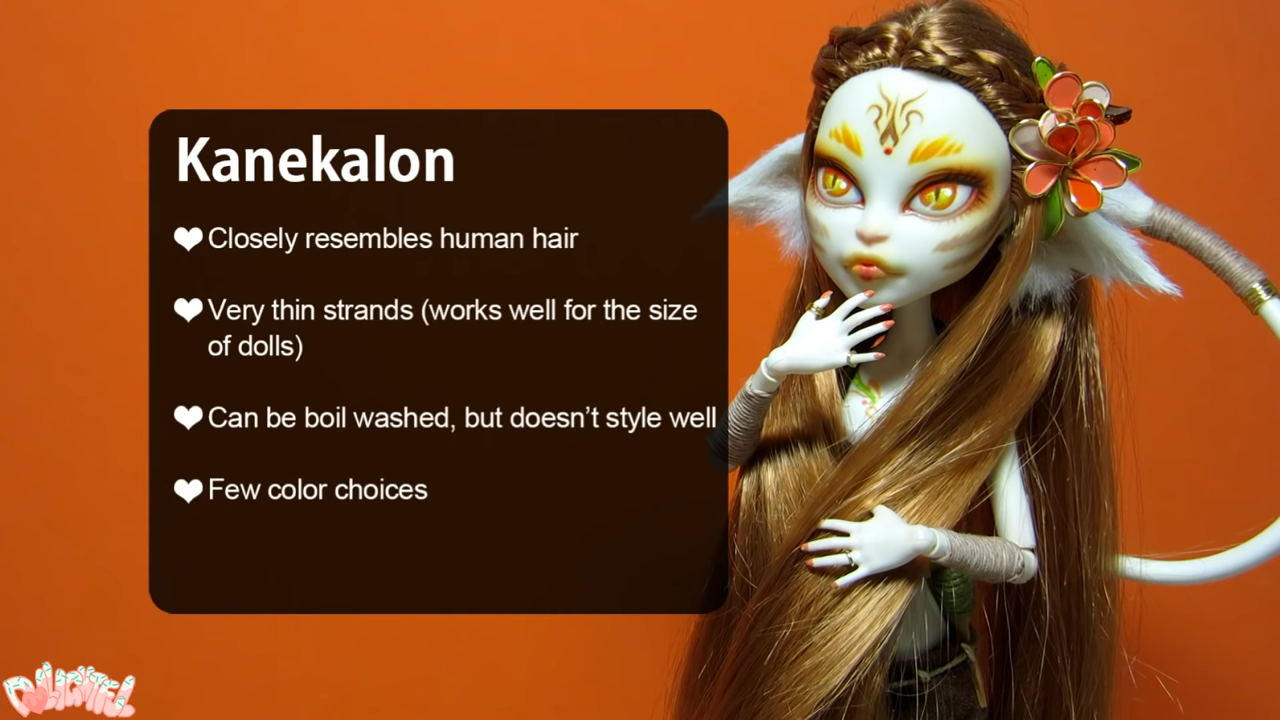 Kanekalon
Closely resembles human hair
Very thin strands (works well for the size
of dolls)
Can be boil washed, but doesn’t style well
Few color choices